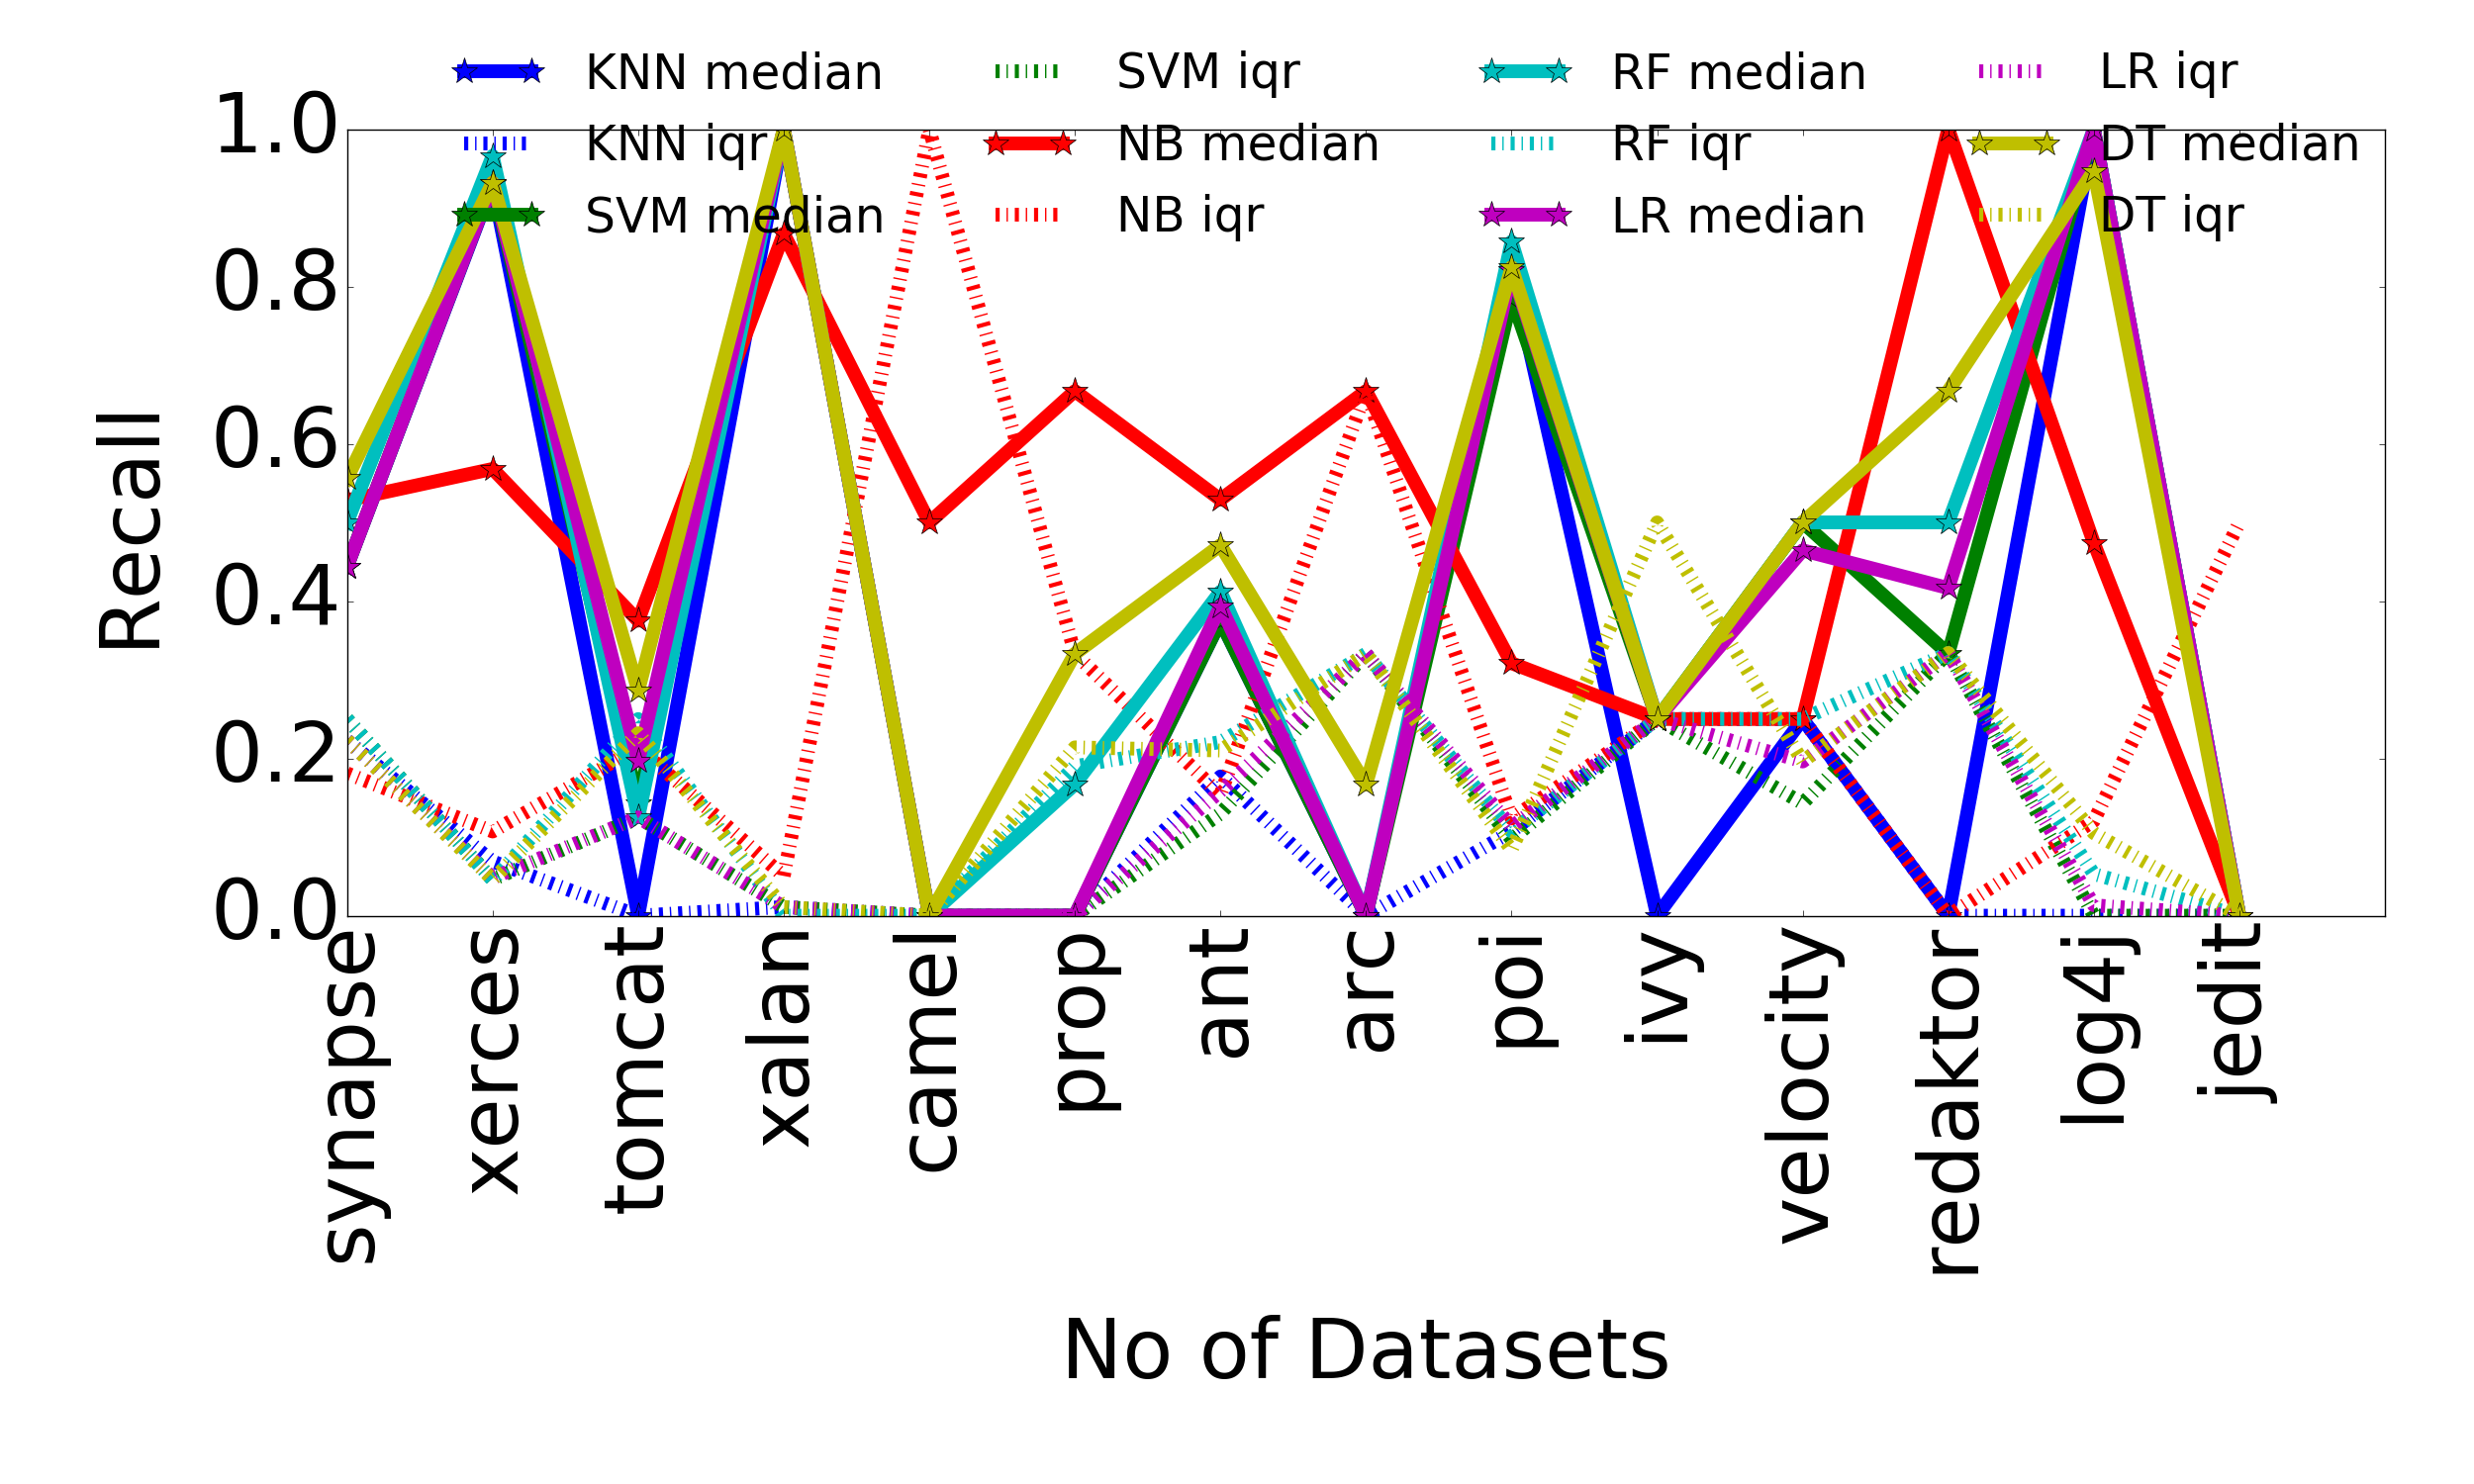 KNN median
KNN iqr
SVM median
SVM iqr
NB median
NB iqr
RF median
RF iqr
LR median
LR iqr
DT median
DT iqr
1.0
0.8
0.6
0.4
0.2
0.0
Recall
synapse
xerces
tomcat
xalan
camel
prop
ant
arc
poi
ivy
velocity
redaktor
log4j
jedit
No of Datasets